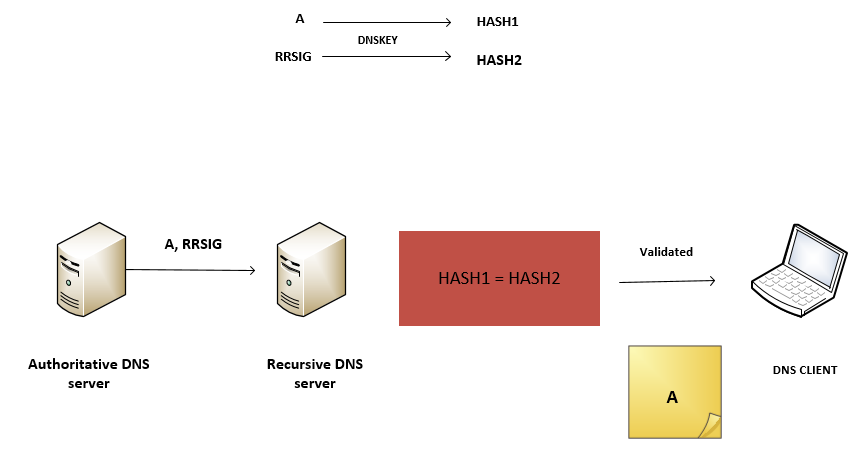 A
HASH1
DNSKEY
RRSIG
HASH2
A, RRSIG
HASH1 = HASH2
Validated
Authoritative DNS
server
Recursive DNS
server
A
DNS CLIENT